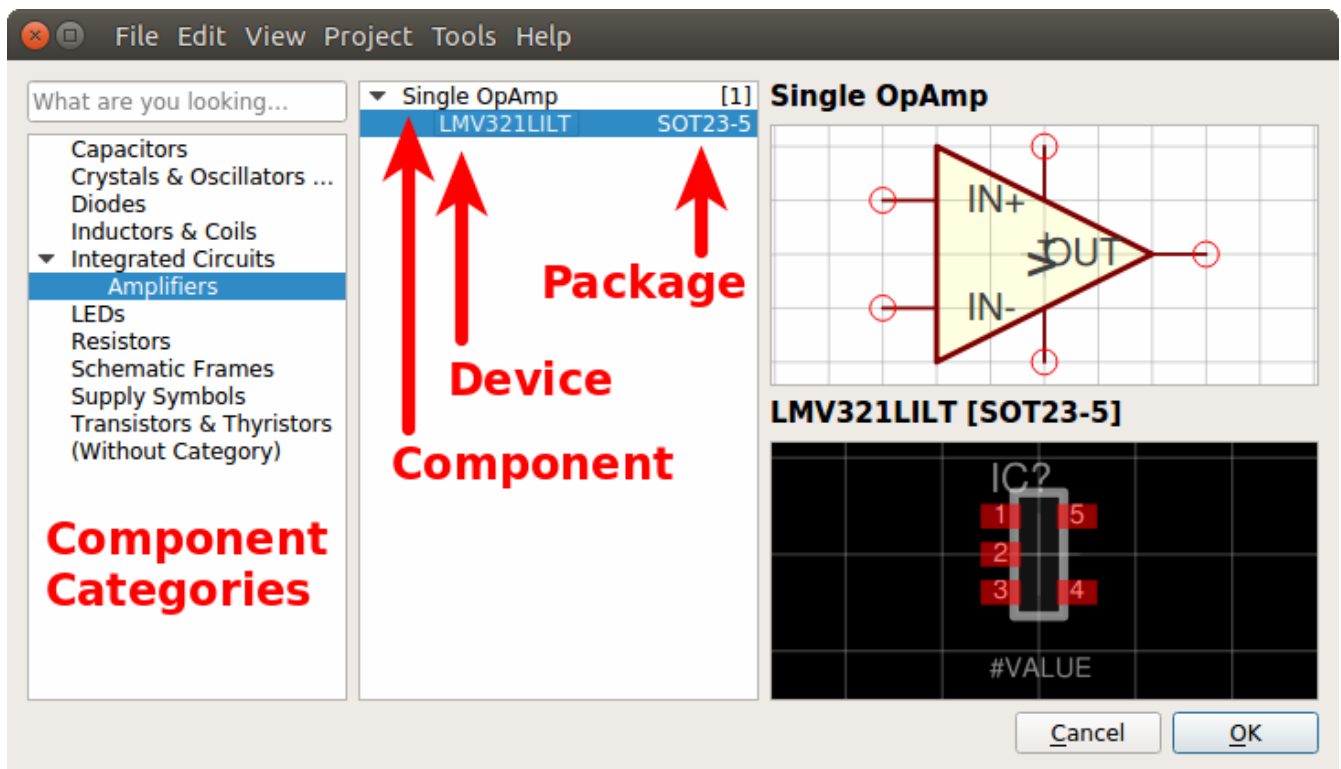 File Edit View Project Tools Help
What are you looking...
Capacitors
Crystals & Oscillators ...
Diodes
Inductors & Coils
Integrated Circuits
Amplifiers
LEDs
Resistors
Schematic Frames
Supply Symbols
Transistors & Thyristors
(Without Category)
Component
Categories
Single OpAmp [1]
LMV321LILT SOT23-5
Package
Device
Component
Single OpAmp
IN+
V+
OUT
IN-
LMV321LILT [SOT23-5]
IC?
1 5
2
3 4
#VALUE
Cancel OK